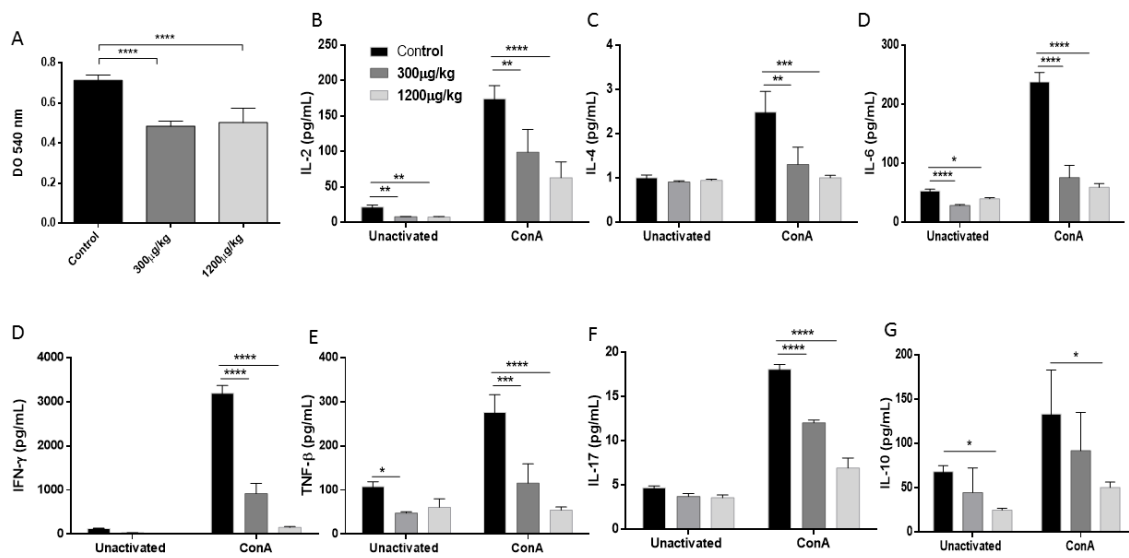 A
****
****
DO 540 nm
0.8
0.6
0.4
0.2
0.0
Control
300µg/kg
1200µg/kg
B
IL-2 (pg/mL)
250
200
150
100
50
0
Control
300µg/kg
1200µg/kg
**
**
****
**
Unactivated
ConA
C
IL-4 (pg/mL)
4
3
2
1
0
***
**
Unactivated
ConA
D
IL-6 (pg/mL)
300
200
100
50
0
*
****
****
****
Unactivated
ConA
D
IFN-γ (pg/mL)
4000
3000
2000
1000
0
****
****
Unactivated
ConA
E
TNF-β (pg/mL)
400
300
200
100
0
*
****
***
Unactivated
ConA
F
IL-17 (pg/mL)
20
15
10
5
0
****
****
Unactivated
ConA
G
IL-10 (pg/mL)
200
150
100
50
0
*
*
Unactivated
ConA